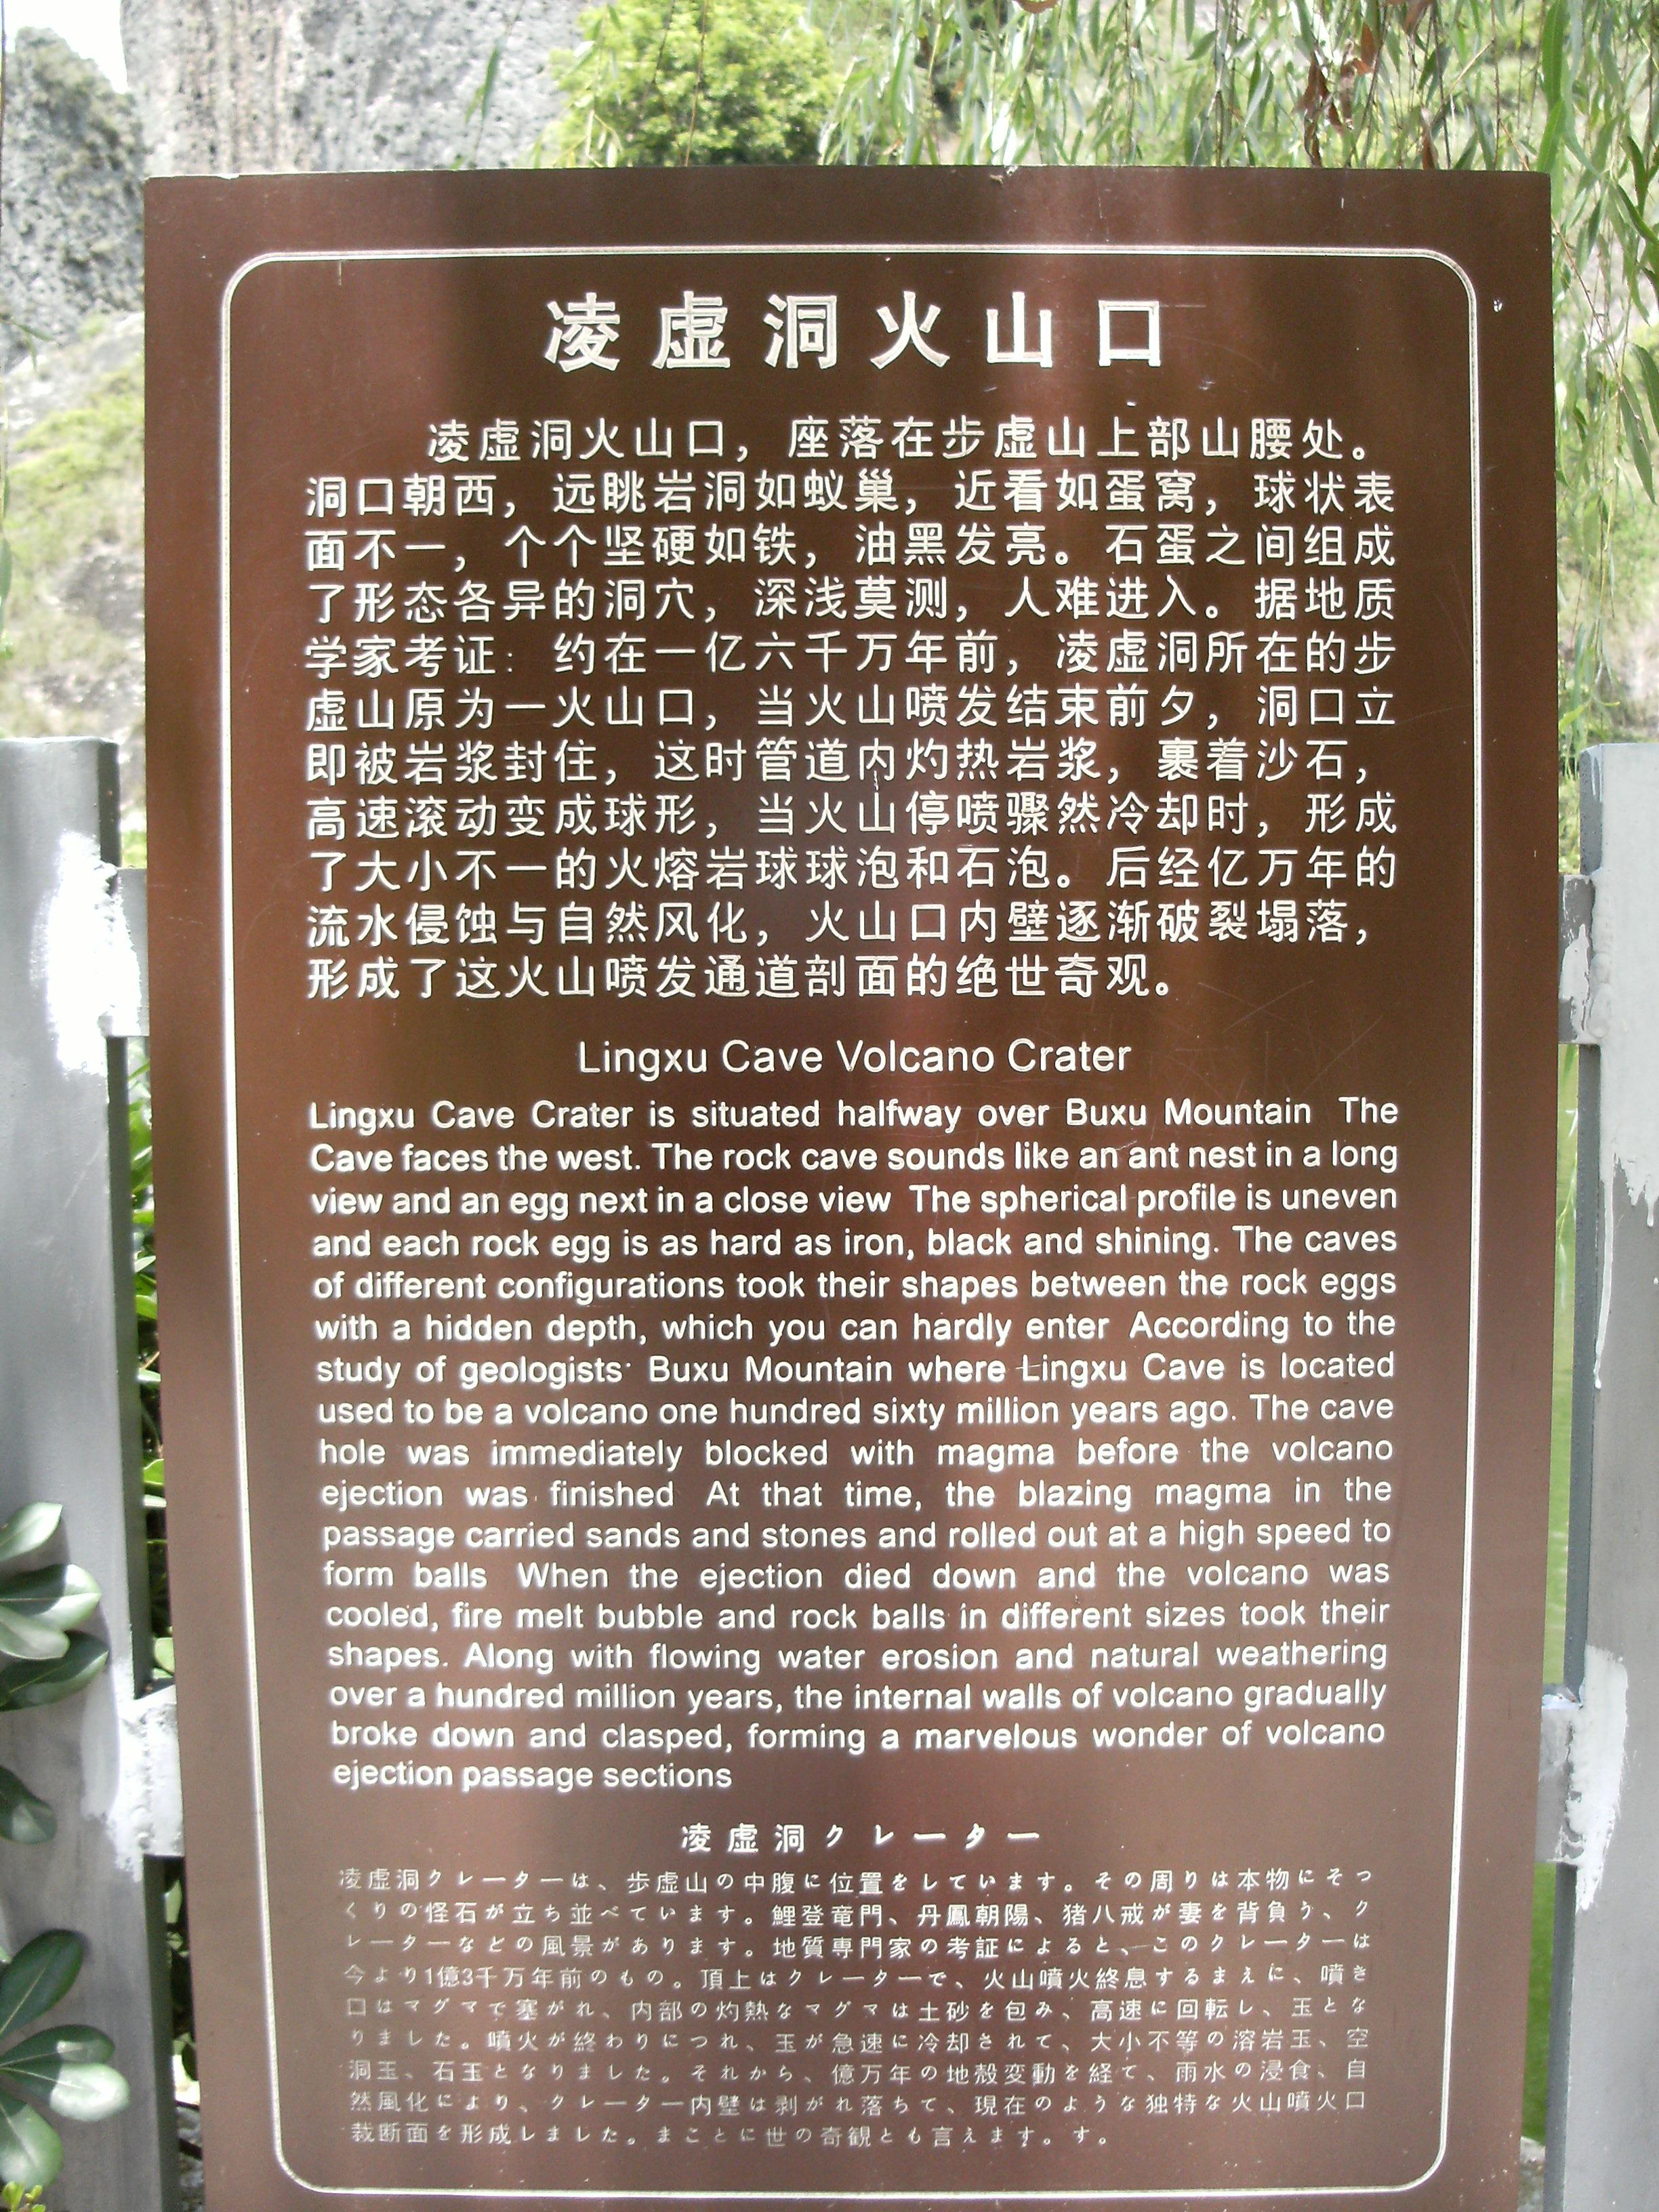 凌虚洞火山口
凌虚洞火山口，座落在步虚山上部山腰处。
洞口朝西，远眺岩洞如蚁巢，近看如蛋窝，球状表
面不一，个个坚硬如铁，油黑发亮。石蛋之间组成
了形态各异的洞穴，深浅莫测，人难进入。据地质
学家考证：约在一亿六千万年前，凌虚洞所在的步
虚山原为一火山口，当火山喷发结束前夕，洞口立
即被岩浆封住，这时管道内灼热岩浆，裹着沙石，
高速滚动变成球形，当火山停喷骤然冷却时，形成
了大小不一的火熔岩球球泡和石泡。后经亿万年的
流水侵蚀与自然风化，火山口内壁逐渐破裂塌落，
形成了这火山喷发通道剖面的绝世奇观。
Lingxu Cave Volcano Crater
Lingxu Cave Crater is situated halfway over Buxu Mountain The
Cave faces the west. The rock cave sounds like an ant nest in a long
view and an egg next in a close view The spherical profile is uneven
and each rock egg is as hard as iron, black and shining. The caves
of different configurations took their shapes between the rock eggs
with a hidden depth, which you can hardly enter According to the
study of geologists· Buxu Mountain where Lingxu Cave is located
used to be a volcano one hundred sixty million years ago. The cave
hole was immediately blocked with magma before the volcano
ejection was finished At that time, the blazing magma in the
passage carried sands and stones and rolled out at a high speed to
form balls When the ejection died down and the volcano was
cooled, fire melt bubble and rock balls in different sizes took their
shapes. Along with flowing water erosion and natural weathering
over a hundred million years, the internal walls of volcano gradually
broke down and clasped, forming a marvelous wonder of volcano
ejection passage sections
凌虚洞クレーター
凌虚洞クレーターは、歩虚山の中腹に位置をしています。その周りは本物にそっ
くりの怪石が立ち並べています。鯉登竜門、丹鳳朝陽、猪八戒が妻を背負う、ク
レーターなどの風景があります。地質専門家の考証によると、このクレーターは
今より1億3千万年前のもの。頂上はクレーターで、火山噴火終息するまえに、噴き
口はマグマで塞がれ、内部の灼熱なマグマは土砂を包み、高速に回転し、玉とな
りました。噴火が終わりにつれ、玉が急速に冷却されて、大小不等の溶岩玉、空
洞玉、石玉となりました。それから、億万年の地殻変動を経て、雨水の浸食、自
然風化により、クレーター内壁は剥がれ落ちて、現在のような独特な火山噴火口
裁断面を形成しました。まことに世の奇観とも言えます。す。